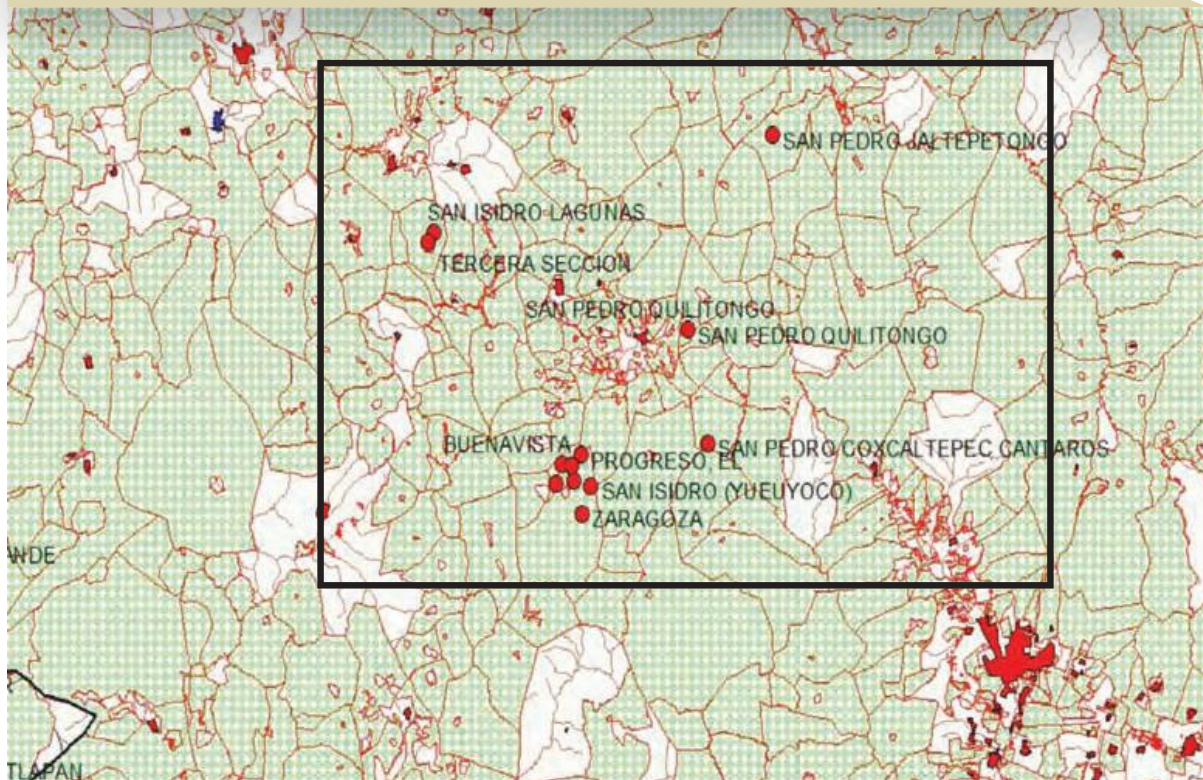 SAN PEDRO JALTEPETONGO
SAN ISIDRO LAGUNAS
TERCERA SECCION
SAN PEDRO QUILITONGO
SAN PEDRO QUILITONGO
BUENAVISTA
SAN PEDRO COXCALTEPEC CANTAROS
PROGRESO, EL
SAN ISIDRO (YUEUYOCO)
ZARAGOZA
ANDE
TLAPAN